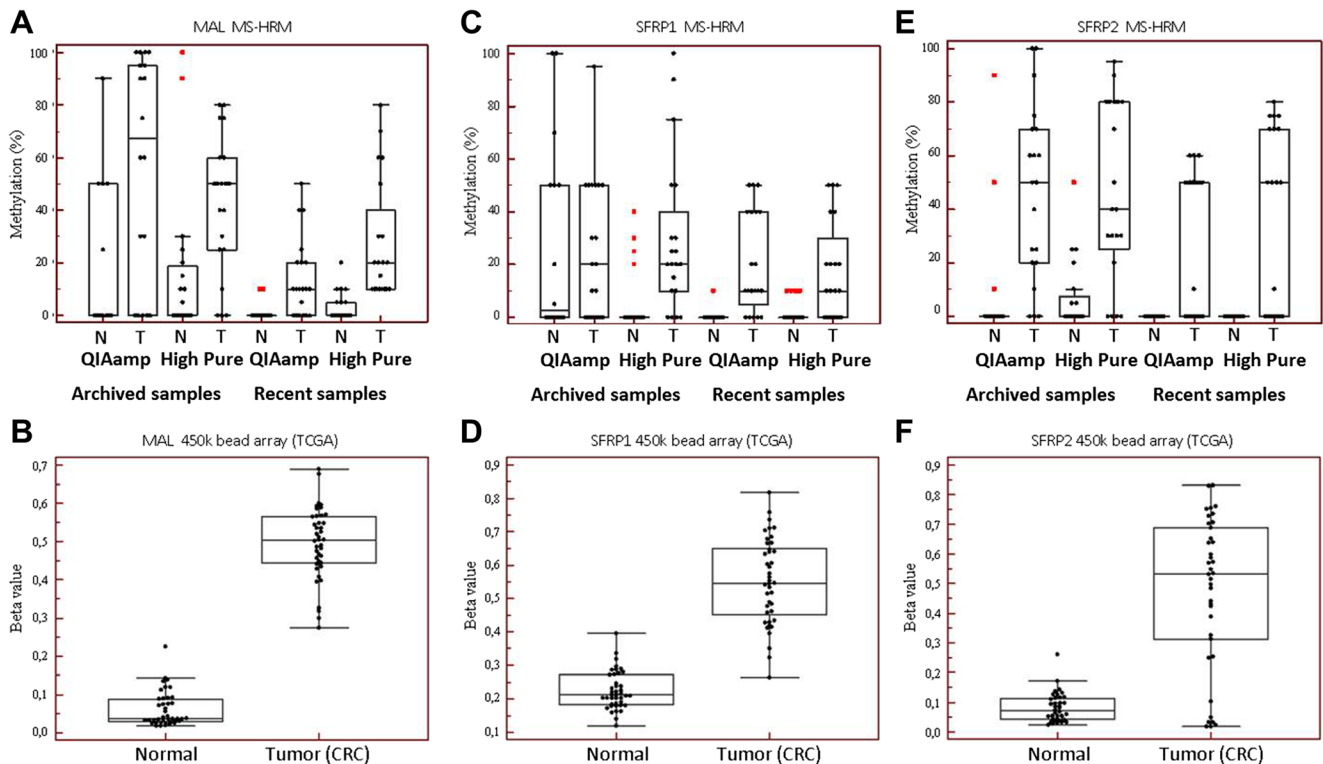 A
MAL MS-HRM
Methylation (%)
100
80
60
40
20
0
N T N T N T N T
QIAamp High Pure QIAamp High Pure
Archived samples Recent samples
C
SFRP1 MS-HRM
Methylation (%)
100
80
60
40
20
0
N T N T N T N T
QIAamp High Pure QIAamp High Pure
Archived samples Recent samples
E
SFRP2 MS-HRM
Methylation (%)
100
80
60
40
20
0
N T N T N T N T
QIAamp High Pure QIAamp High Pure
Archived samples Recent samples
B
MAL 450k bead array (TCGA)
Beta value
0,7
0,6
0,5
0,4
0,3
0,2
0,1
0,0
Normal Tumor (CRC)
D
SFRP1 450k bead array (TCGA)
Beta value
0,9
0,8
0,7
0,6
0,5
0,4
0,3
0,2
0,1
Normal Tumor (CRC)
F
SFRP2 450k bead array (TCGA)
Beta value
0,9
0,8
0,7
0,6
0,5
0,4
0,3
0,2
0,1
0,0
Normal Tumor (CRC)